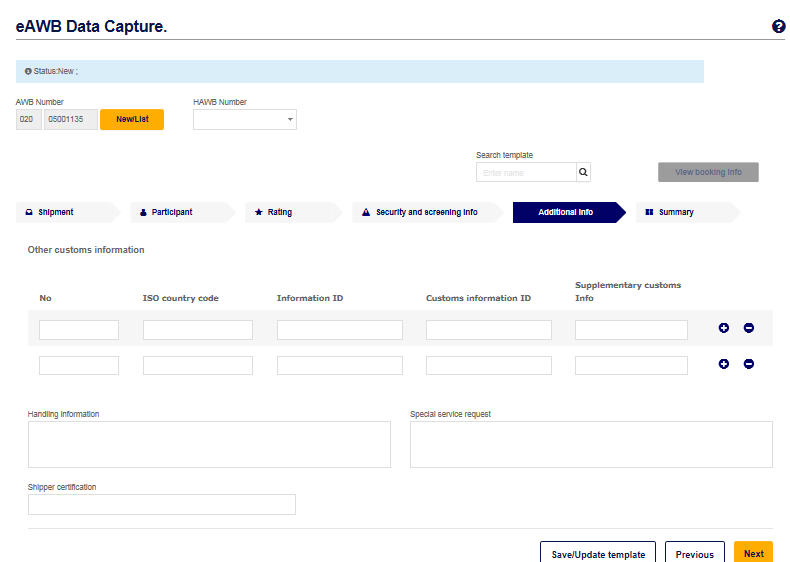 eAWB Data Capture.
Status:New ;
AWB Number
HAWB Number
020
05001135
New/List
Search template
Enter name
View booking info
Shipment
Participant
Rating
Security and screening info
Additional info
Summary
Other customs information
No
ISO country code
Information ID
Customs information ID
Supplementary customs
Info
Handling information
Special service request
Shipper certification
Save/Update template
Previous
Next